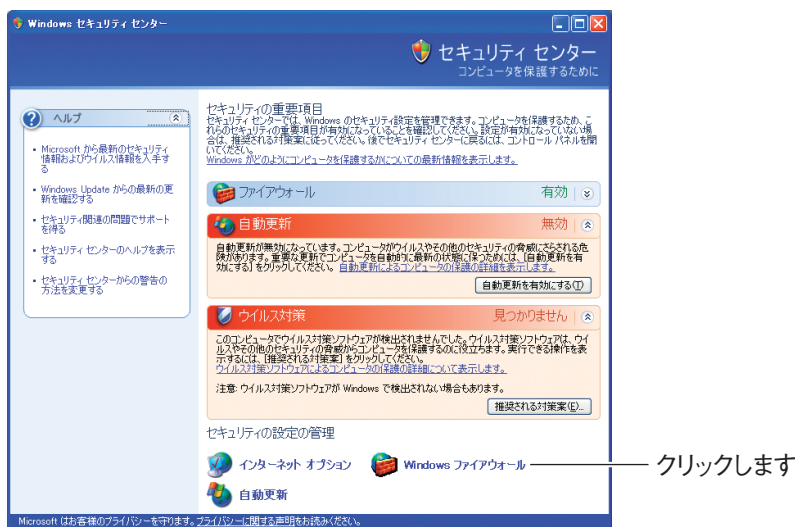 Windows セキュリティ センター
セキュリティ センター
コンピュータを保護するために
ヘルプ
Microsoft から最新のセキュリティ
情報およびウイルス情報を入手す
る
Windows Update からの最新の更
新を確認する
セキュリティ関連の問題でサポート
を得る
セキュリティ センターのヘルプを表示
する
セキュリティ センターからの警告の
方法を変更する
セキュリティの重要項目
セキュリティ センターでは、Windows のセキュリティ設定を管理できます。コンピュータを保護するため、こ
れらのセキュリティの重要項目が有効になっていることを確認してください。設定が有効になっていない場
合は、推奨される対策案に従ってください。後でセキュリティ センターに戻るには、コントロール パネルを開
いてください。
Windows がどのようにコンピュータを保護するかについての最新情報を表示します。
ファイアウォール 有効
自動更新 無効
自動更新が無効になっています。コンピュータがウイルスやその他のセキュリティの脅威にさらされる危
険があります。重要な更新でコンピュータを自動的に最新の状態に保つためには、[自動更新を有
効にする] をクリックしてください。 自動更新によるコンピュータの保護の詳細を表示します。
自動更新を有効にする(T)
ウイルス対策 見つかりません
このコンピュータでウイルス対策ソフトウェアが検出されませんでした。ウイルス対策ソフトウェアは、ウイ
ルスやその他のセキュリティの脅威からコンピュータを保護するのに役立ちます。実行できる操作を表
示するには、[推奨される対策案] をクリックしてください。
ウイルス対策ソフトウェアによるコンピュータの保護の詳細について表示します。
注意: ウイルス対策ソフトウェアが Windows で検出されない場合もあります。
推奨される対策案(E)...
セキュリティの設定の管理
インターネット オプション Windows ファイアウォール クリックします
自動更新
Microsoft はお客様のプライバシーを守ります。プライバシーに関する声明をお読みください。